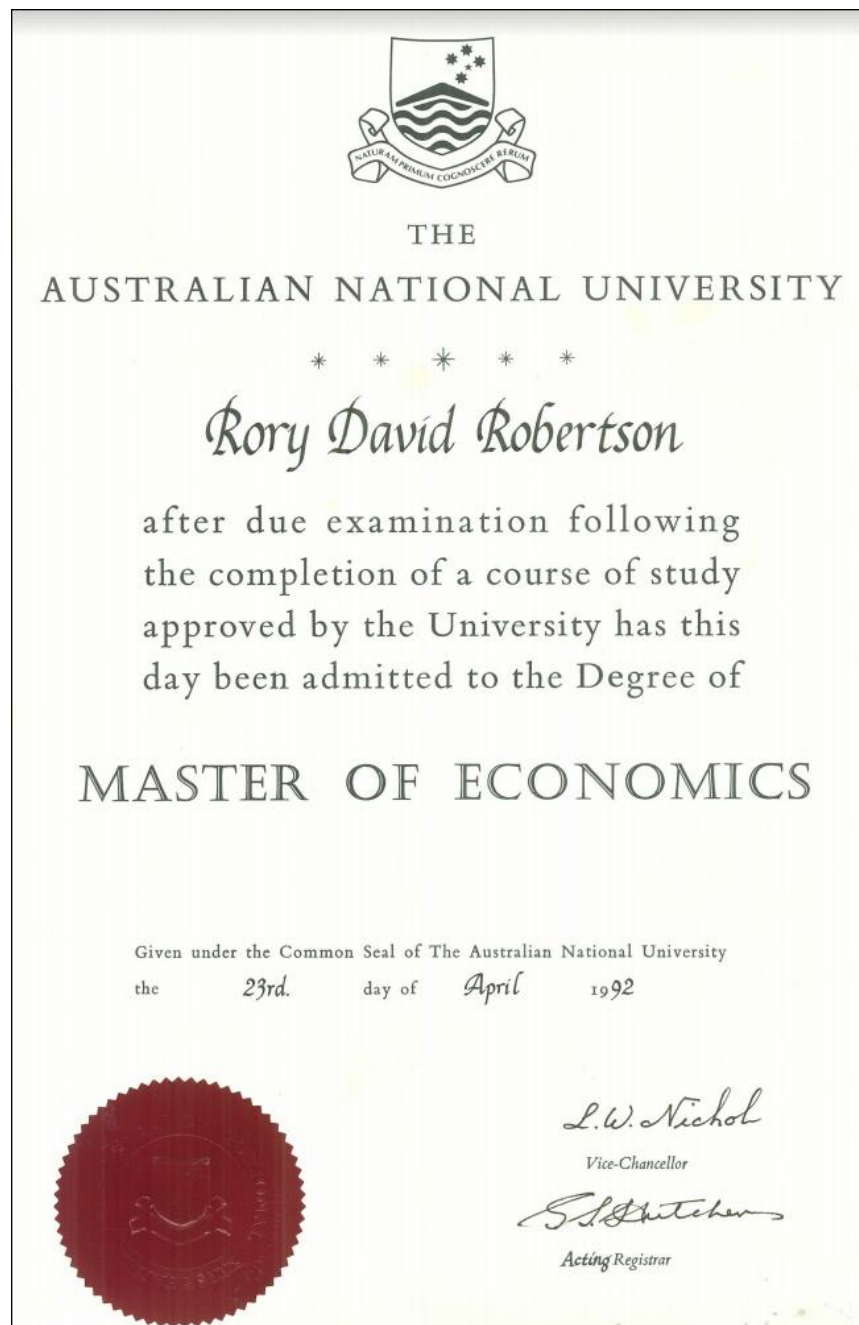 NATURAM PRIMUM COGNOSCERE RERUM
THE
AUSTRALIAN NATIONAL UNIVERSITY
Rory David Robertson
after due examination following
the completion of a course of study
approved by the University has this
day been admitted to the Degree of
MASTER OF ECONOMICS
Given under the Common Seal of The Australian National University
the 23rd. day of April 1992
L.W. Nichol
Vice-Chancellor
Acting Registrar